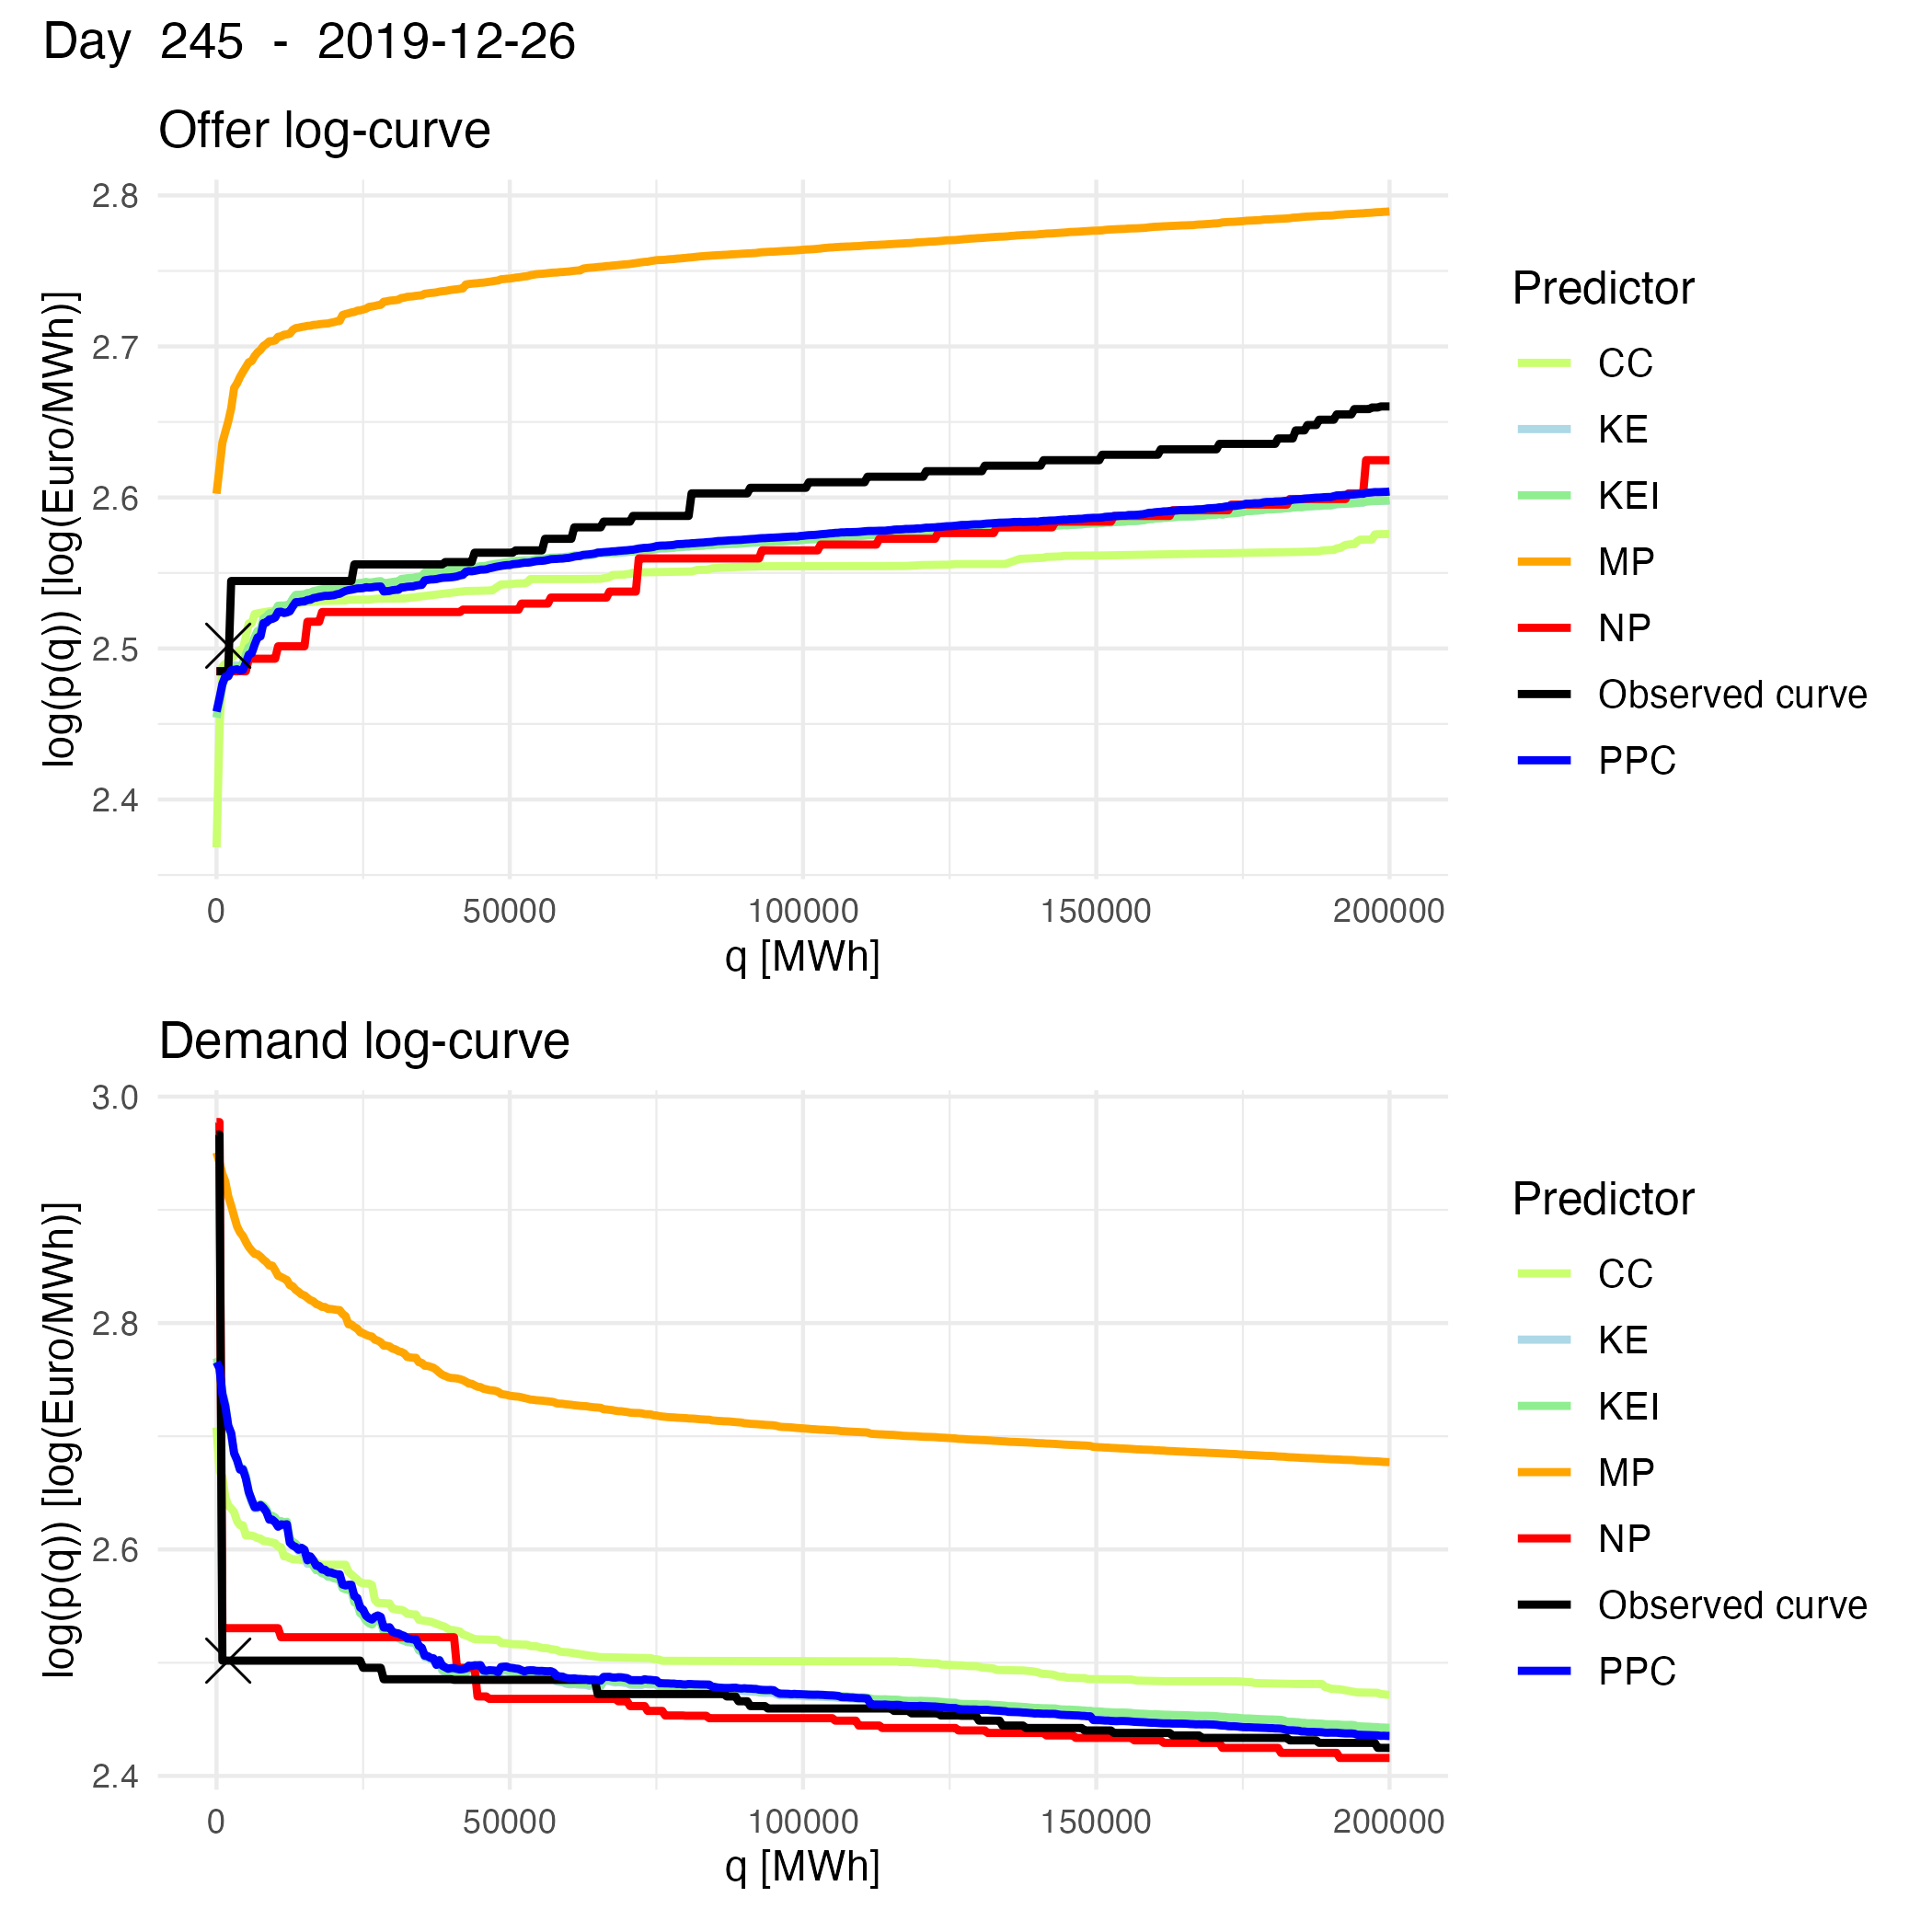 Day 245 - 2019-12-26
Offer log-curve
log(p(q)) [log(Euro/MWh)]
2.8
2.7
2.6
2.5
2.4
0 50000 100000 150000 200000
q [MWh]
Predictor
CC
KE
KEI
MP
NP
Observed curve
PPC
Demand log-curve
log(p(q)) [log(Euro/MWh)]
3.0
2.8
2.6
2.4
0 50000 100000 150000 200000
q [MWh]
Predictor
CC
KE
KEI
MP
NP
Observed curve
PPC